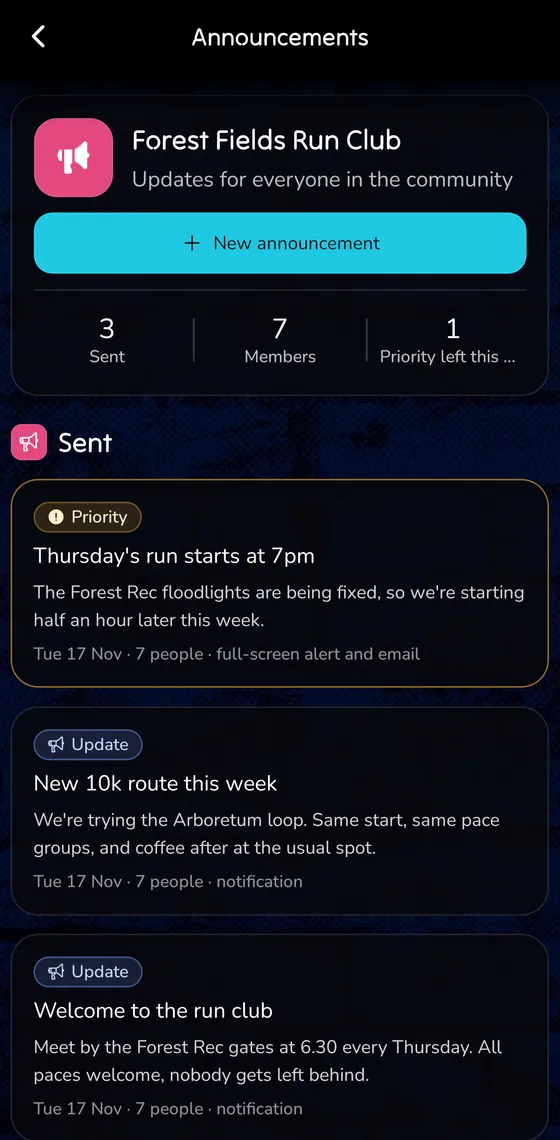 Announcements
Forest Fields Run Club
Updates for everyone in the community
+ New announcement
3
Sent
7
Members
1
Priority left this ...
Sent
Priority
Thursday's run starts at 7pm
The Forest Rec floodlights are being fixed, so we're starting
half an hour later this week.
Tue 17 Nov · 7 people · full-screen alert and email
Update
New 10k route this week
We're trying the Arboretum loop. Same start, same pace
groups, and coffee after at the usual spot.
Tue 17 Nov · 7 people · notification
Update
Welcome to the run club
Meet by the Forest Rec gates at 6.30 every Thursday. All
paces welcome, nobody gets left behind.
Tue 17 Nov · 7 people · notification